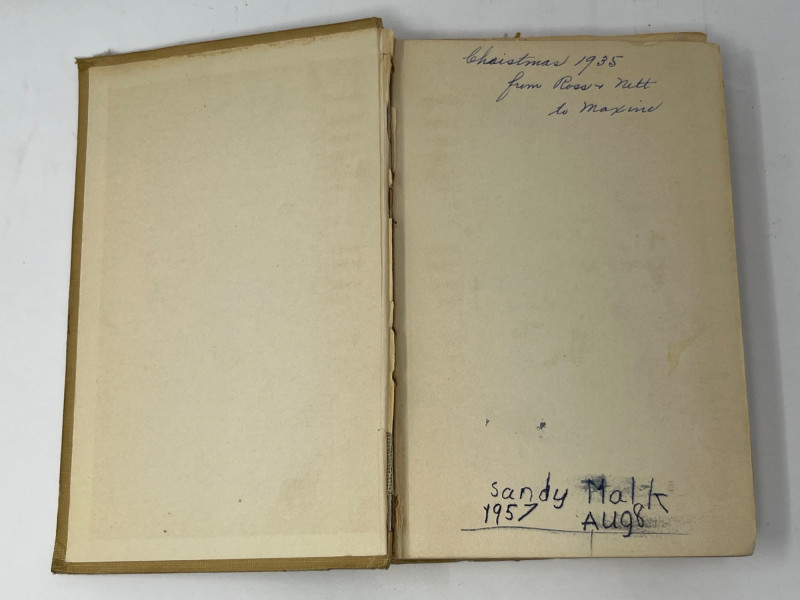 Christmas 1935
from Ross & Nett
to Maxine
Sandy Malk
1957 AUG8